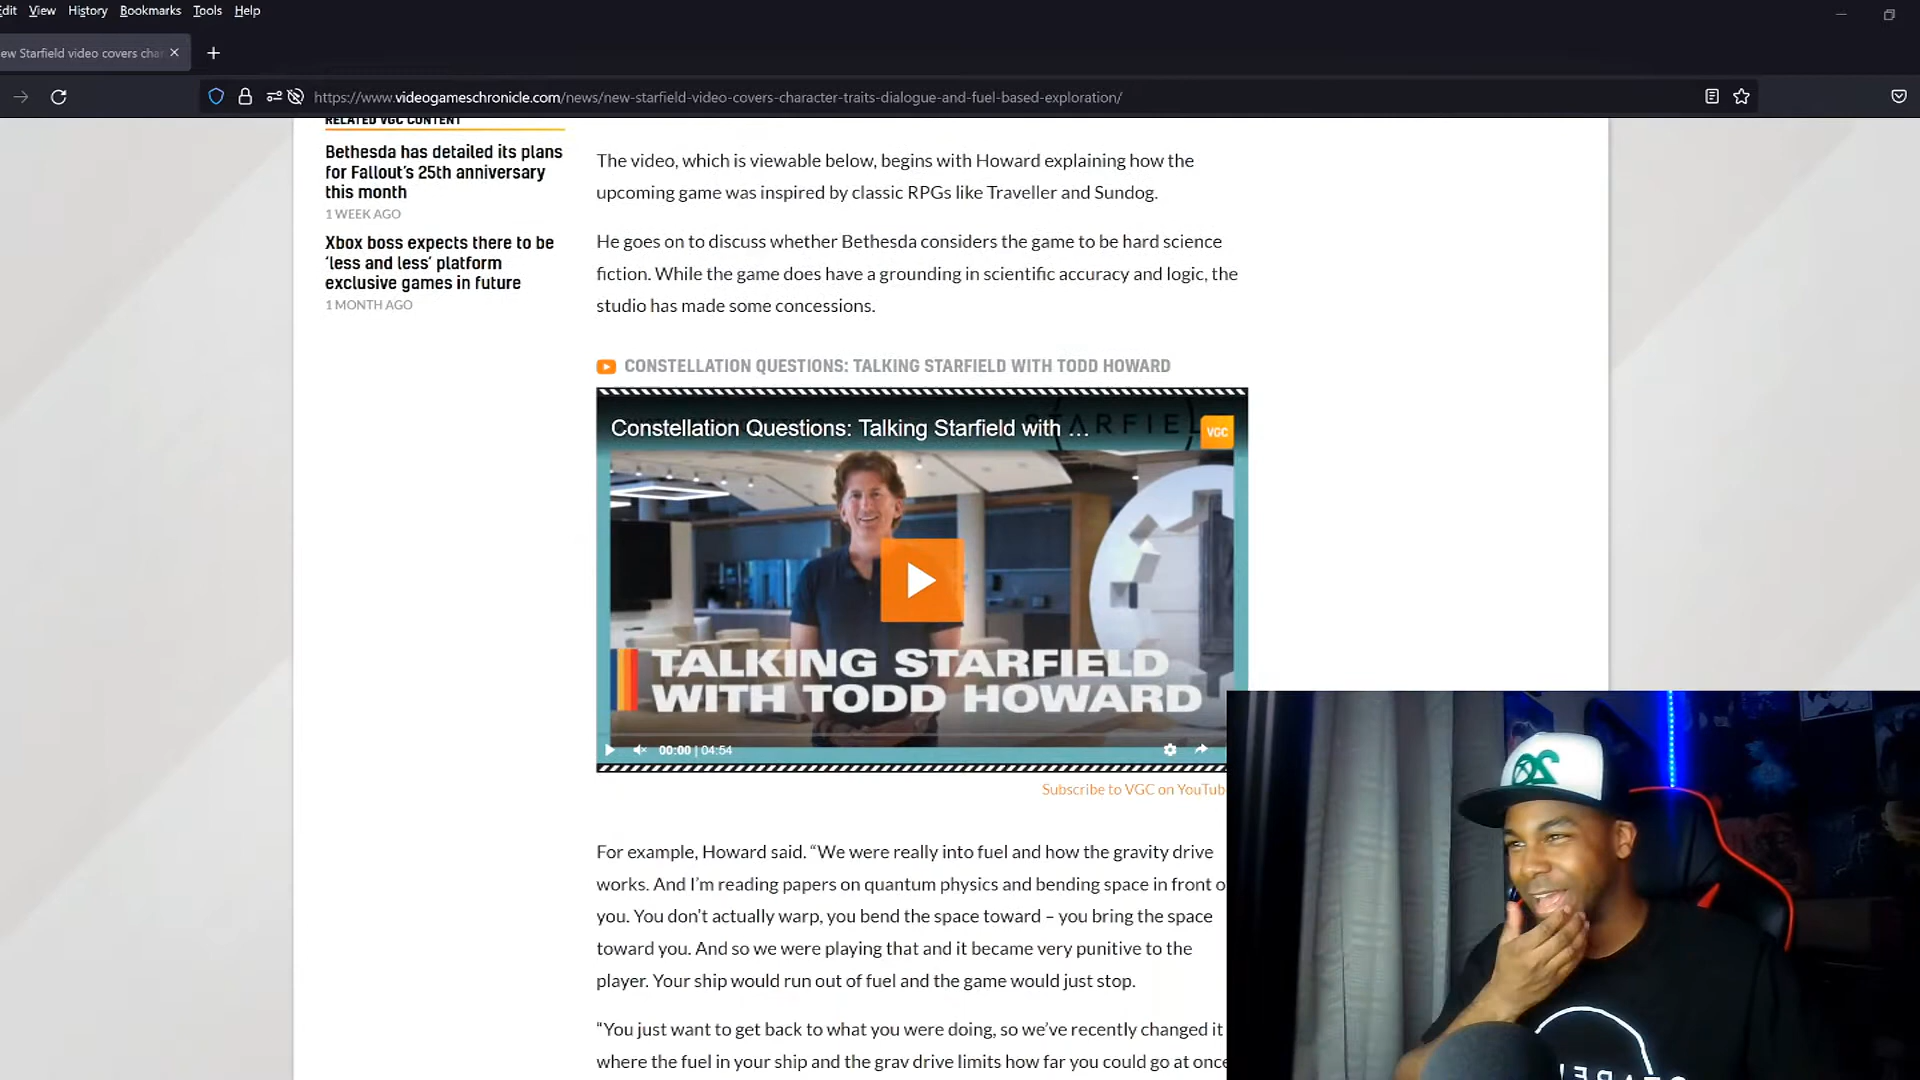 dit View History Bookmarks Tools Help
ew Starfield video covers cha
https://www.videogameschronicle.com/news/new-starfield-video-covers-character-traits-dialogue-and-fuel-based-exploration/
RELATED VGC CONTENT
Bethesda has detailed its plans
for Fallout's 25th anniversary
this month
1 WEEK AGO
Xbox boss expects there to be
‘less and less’ platform
exclusive games in future
1 MONTH AGO
The video, which is viewable below, begins with Howard explaining how the
upcoming game was inspired by classic RPGs like Traveller and Sundog.
He goes on to discuss whether Bethesda considers the game to be hard science
fiction. While the game does have a grounding in scientific accuracy and logic, the
studio has made some concessions.
CONSTELLATION QUESTIONS: TALKING STARFIELD WITH TODD HOWARD
Constellation Questions: Talking Starfield with ...
VGC
TALKING STARFIELD
WITH TODD HOWARD
00:00 | 04:54
Subscribe to VGC on YouTub
For example, Howard said. “We were really into fuel and how the gravity drive
works. And I’m reading papers on quantum physics and bending space in front o
you. You don’t actually warp, you bend the space toward – you bring the space
toward you. And so we were playing that and it became very punitive to the
player. Your ship would run out of fuel and the game would just stop.
“You just want to get back to what you were doing, so we’ve recently changed it
where the fuel in your ship and the grav drive limits how far you could go at once